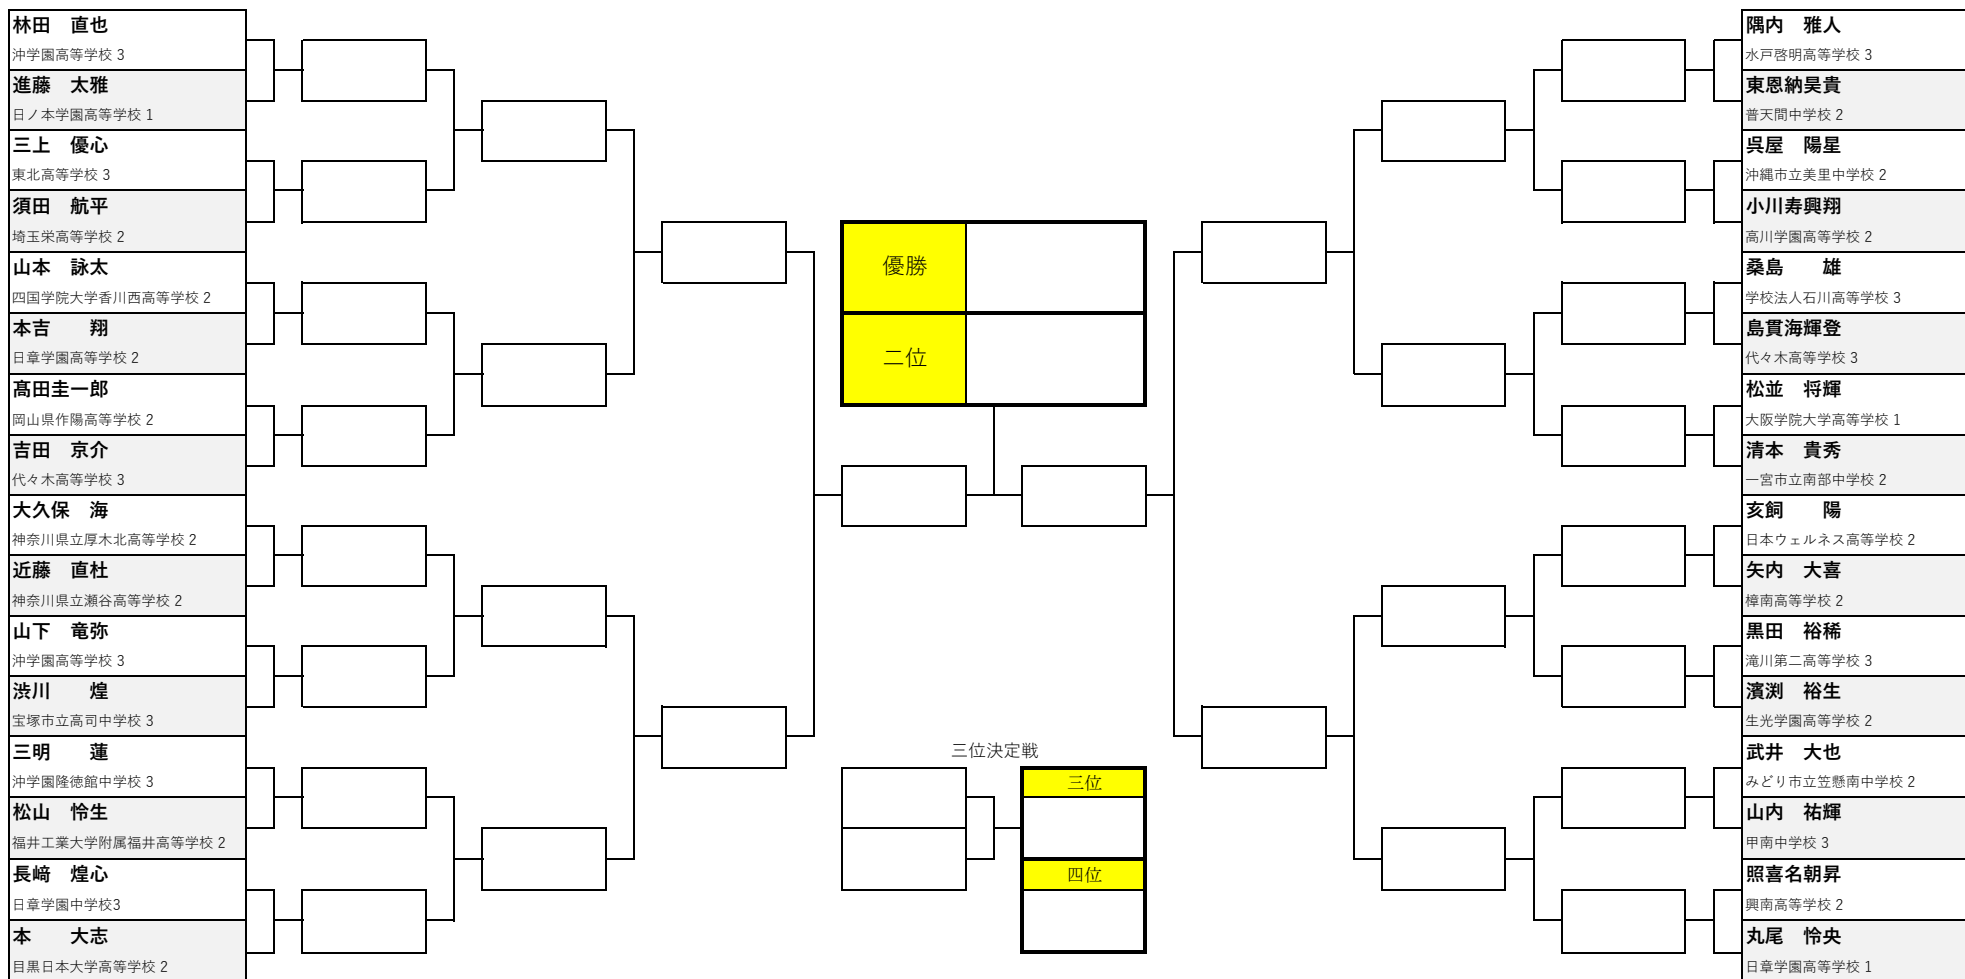 林田　直也
沖学園高等学校 3
進藤　太雅
日ノ本学園高等学校 1
三上　優心
東北高等学校 3
須田　航平
埼玉栄高等学校 2
山本　詠太
四国学院大学香川西高等学校 2
本吉　　翔
日章学園高等学校 2
髙田圭一郎
岡山県作陽高等学校 2
吉田　京介
代々木高等学校 3
大久保　海
神奈川県立厚木北高等学校 2
近藤　直杜
神奈川県立瀬谷高等学校 2
山下　竜弥
沖学園高等学校 3
渋川　　煌
宝塚市立高司中学校 3
三明　　蓮
沖学園隆徳館中学校 3
松山　怜生
福井工業大学附属福井高等学校 2
長﨑　煌心
日章学園中学校3
本　　大志
目黒日本大学高等学校 2
優勝
二位
三位決定戦
三位
四位
隅内　雅人
水戸啓明高等学校 3
東恩納昊貴
普天間中学校 2
呉屋　陽星
沖縄市立美里中学校 2
小川寿興翔
高川学園高等学校 2
桑島　　雄
学校法人石川高等学校 3
島貫海輝登
代々木高等学校 3
松並　将輝
大阪学院大学高等学校 1
清本　貴秀
一宮市立南部中学校 2
亥飼　　陽
日本ウェルネス高等学校 2
矢内　大喜
樟南高等学校 2
黒田　裕稀
滝川第二高等学校 3
濱渕　裕生
生光学園高等学校 2
武井　大也
みどり市立笠懸南中学校 2
山内　祐輝
甲南中学校 3
照喜名朝昇
興南高等学校 2
丸尾　怜央
日章学園高等学校 1